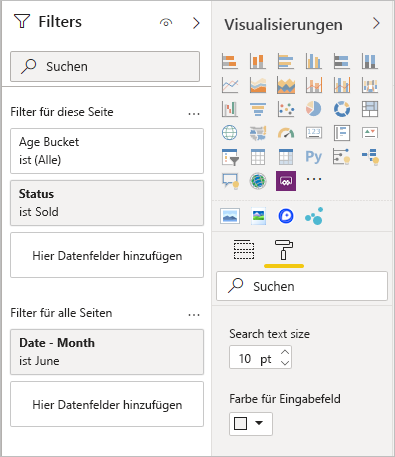 Filters
Suchen
Filter für diese Seite
Age Bucket
ist (Alle)
Status
ist Sold
Hier Datenfelder hinzufügen
Filter für alle Seiten
Date - Month
ist June
Hier Datenfelder hinzufügen
Visualisierungen
123
Py
Suchen
Search text size
10 pt
Farbe für Eingabefeld